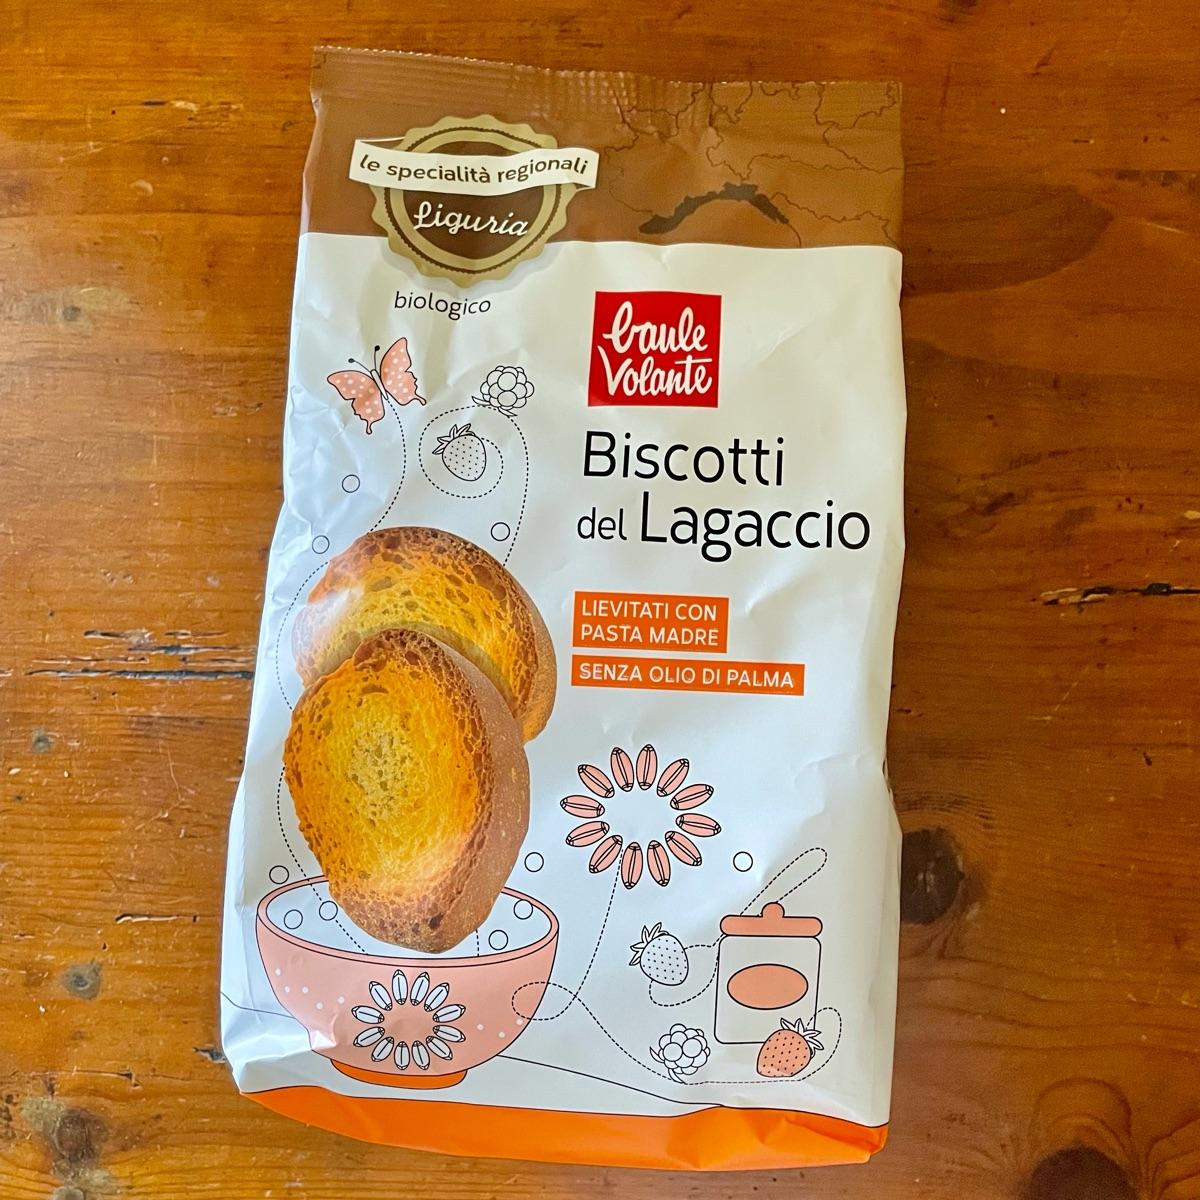 le specialità regionali
Liguria
biologico
baule
Volante
Biscotti
del Lagaccio
LIEVITATI CON
PASTA MADRE
SENZA OLIO DI PALMA